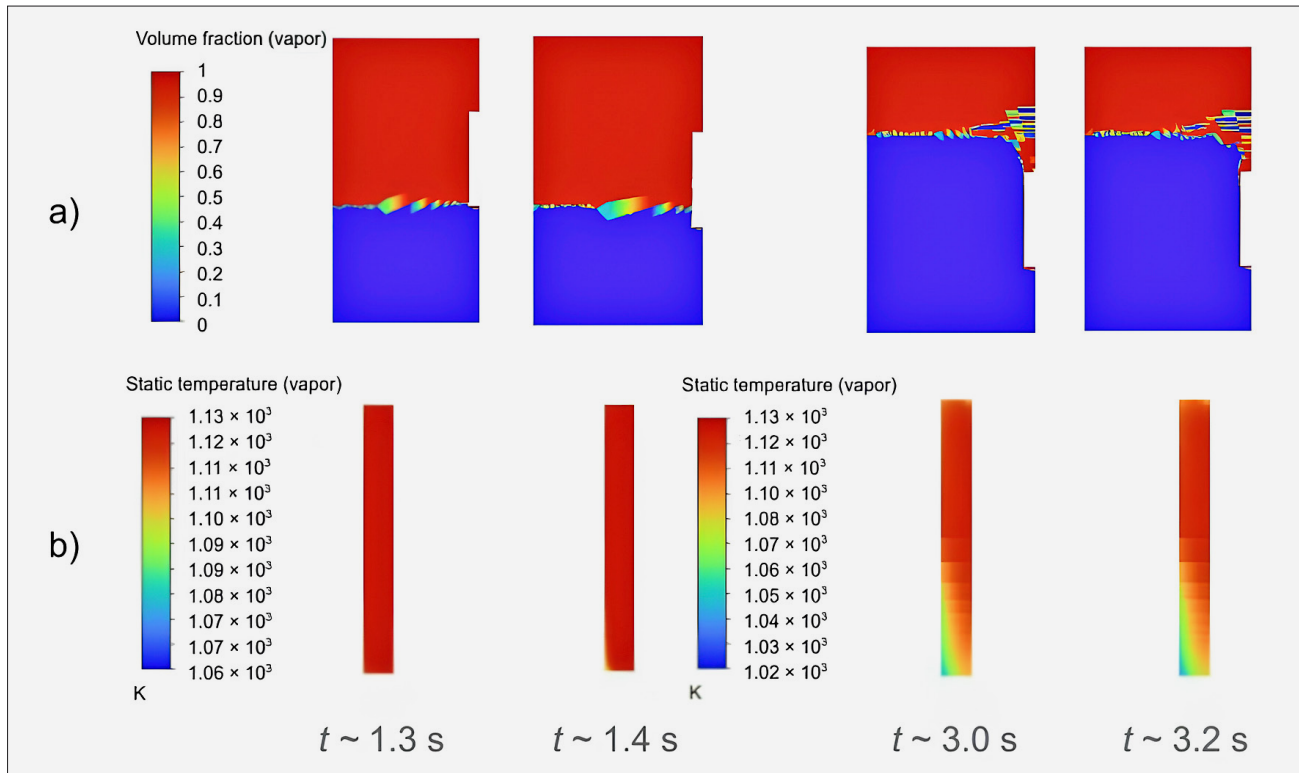 Volume fraction (vapor)
1
0.9
0.8
0.7
0.6
0.5
0.4
0.3
0.2
0.1
0
a)
Static temperature (vapor)
1.13 × 10³
1.12 × 10³
1.11 × 10³
1.10 × 10³
1.10 × 10³
1.09 × 10³
1.09 × 10³
1.08 × 10³
1.07 × 10³
1.07 × 10³
1.06 × 10³
K
Static temperature (vapor)
1.13 × 10³
1.12 × 10³
1.11 × 10³
1.10 × 10³
1.08 × 10³
1.07 × 10³
1.06 × 10³
1.05 × 10³
1.04 × 10³
1.03 × 10³
1.02 × 10³
K
b)
t ~ 1.3 s
t ~ 1.4 s
t ~ 3.0 s
t ~ 3.2 s